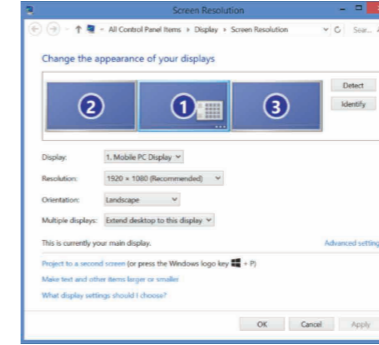 Screen Resolution
All Control Panel Items Display Screen Resolution Sear...
Change the appearance of your displays
2 1 3
Detect
Identify
Display: 1. Mobile PC Display
Resolution: 1920 × 1080 (Recommended)
Orientation: Landscape
Multiple displays: Extend desktop to this display
This is currently your main display.
Advanced setting
Project to a second screen (or press the Windows logo key + P)
Make text and other items larger or smaller
What display settings should I choose?
OK Cancel Apply